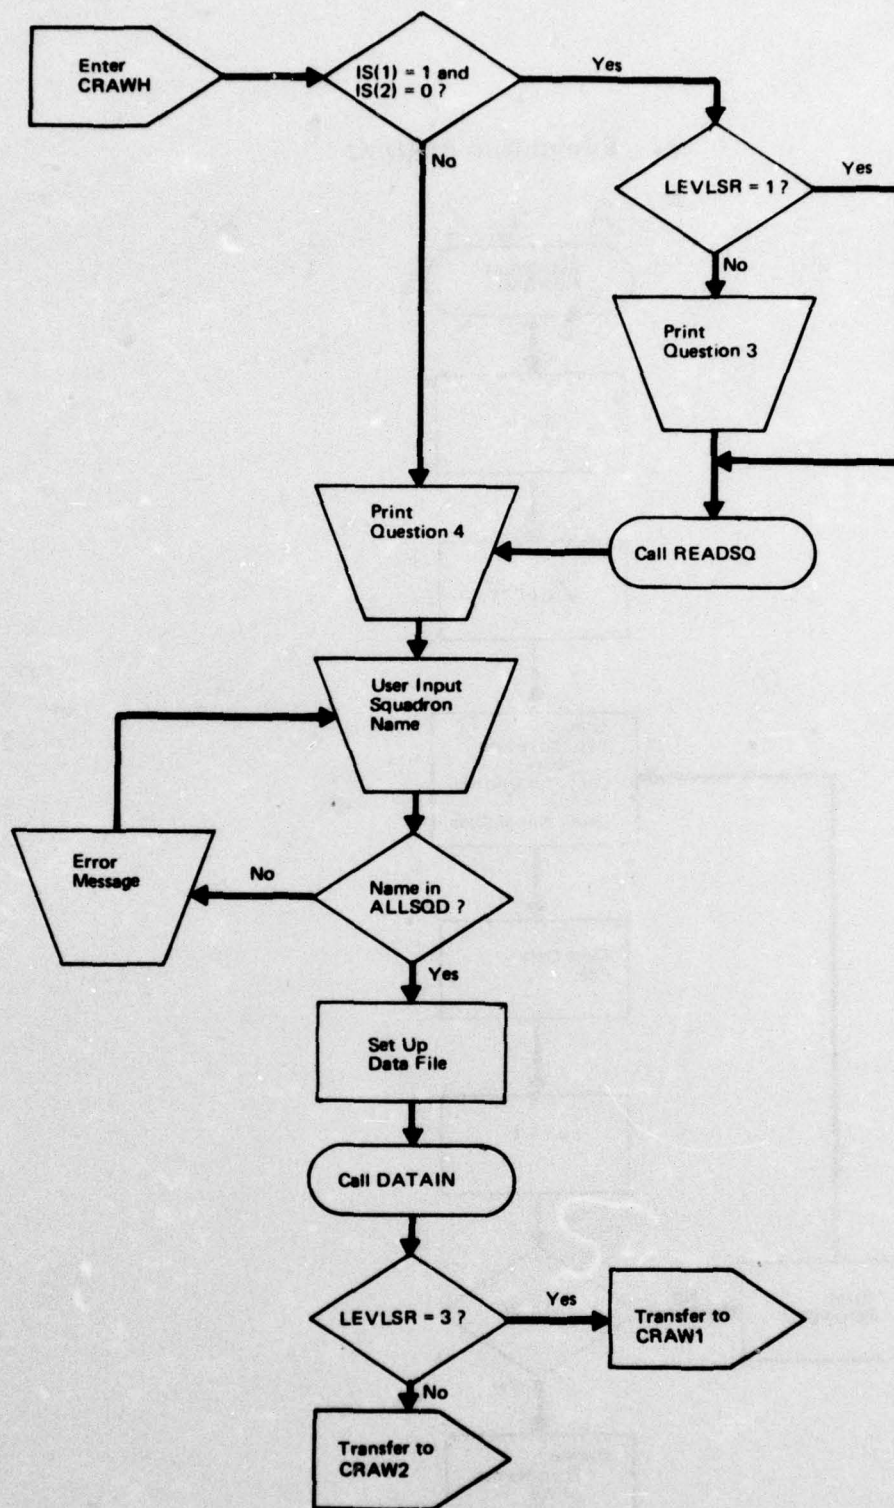 Enter
CRAWH
IS(1) = 1 and
IS(2) = 0 ?
Yes
No
LEVLSR = 1 ?
Yes
No
Print
Question 3
Print
Question 4
Call READSQ
User Input
Squadron
Name
Error
Message
No
Name in
ALLSQD ?
Yes
Set Up
Data File
Call DATAIN
LEVLSR = 3 ?
Yes
Transfer to
CRAW1
No
Transfer to
CRAW2